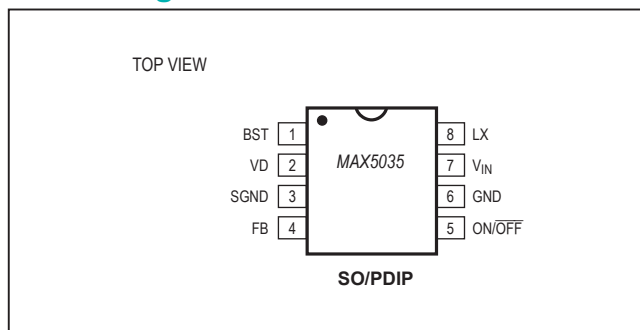 TOP VIEW
BST 1
VD 2
SGND 3
FB 4
MAX5035
8 LX
7 VIN
6 GND
5 ON/O̅F̅F̅
SO/PDIP